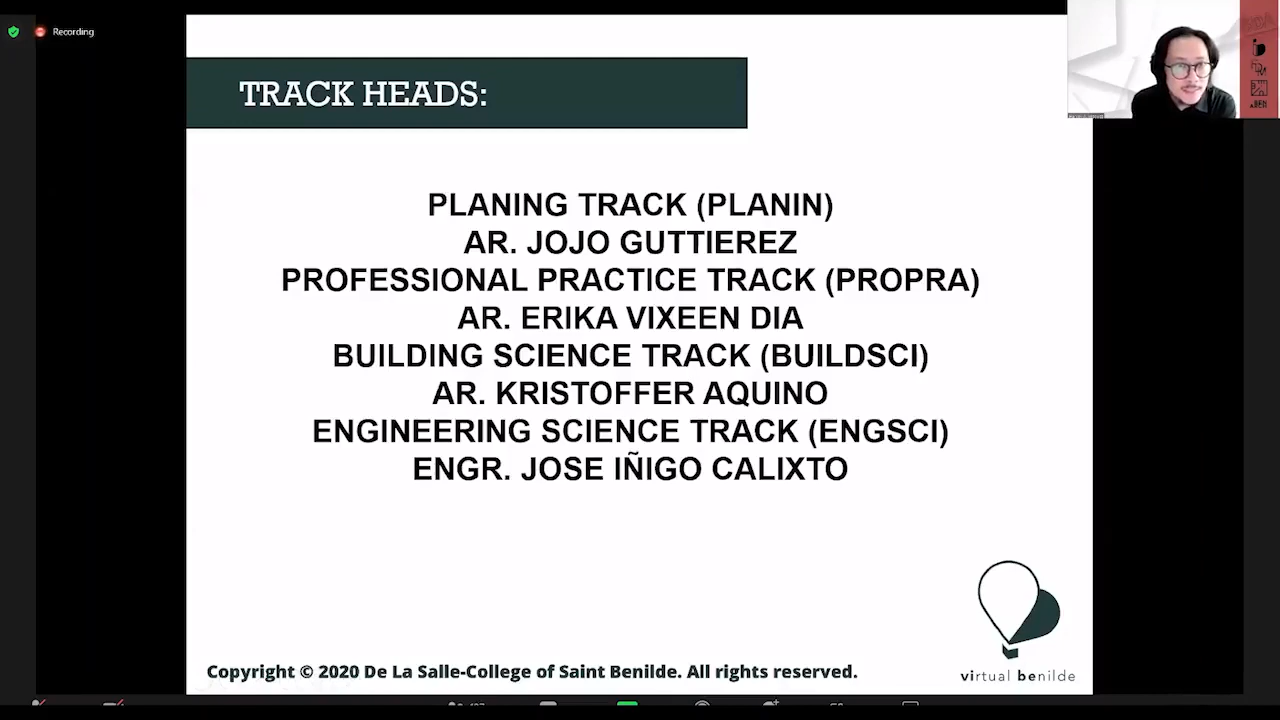 Recording
TRACK HEADS:
PLANING TRACK (PLANIN)
AR. JOJO GUTTIEREZ
PROFESSIONAL PRACTICE TRACK (PROPRA)
AR. ERIKA VIXEEN DIA
BUILDING SCIENCE TRACK (BUILDSCI)
AR. KRISTOFFER AQUINO
ENGINEERING SCIENCE TRACK (ENGSCI)
ENGR. JOSE IÑIGO CALIXTO
Copyright © 2020 De La Salle-College of Saint Benilde. All rights reserved.
virtual benilde